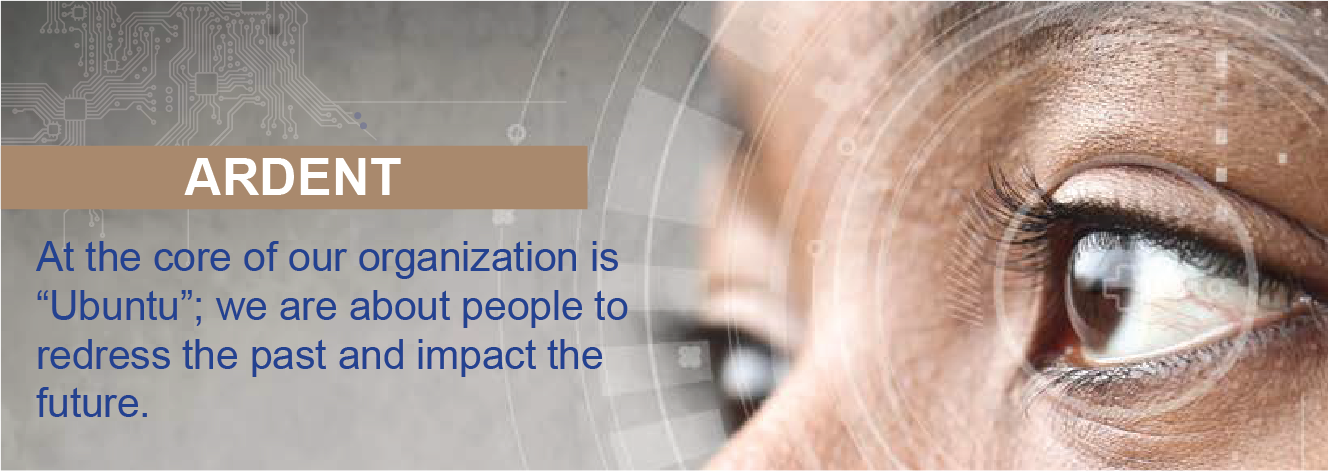 ARDENT
At the core of our organization is
“Ubuntu”; we are about people to
redress the past and impact the
future.